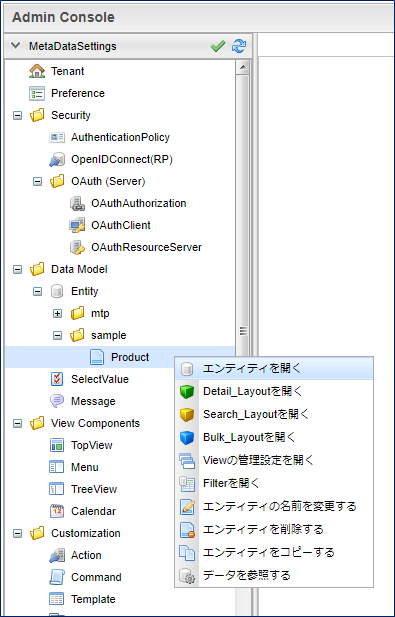 Admin Console
MetaDataSettings
Tenant
Preference
Security
AuthenticationPolicy
OpenIDConnect(RP)
OAuth (Server)
OAuthAuthorization
OAuthClient
OAuthResourceServer
Data Model
Entity
mtp
sample
Product
エンティティを開く
SelectValue
Detail_Layoutを開く
Message
Search_Layoutを開く
View Components
Bulk_Layoutを開く
TopView
Viewの管理設定を開く
Menu
Filterを開く
TreeView
エンティティの名前を変更する
Calendar
エンティティを削除する
Customization
エンティティをコピーする
Action
データを参照する
Command
Template